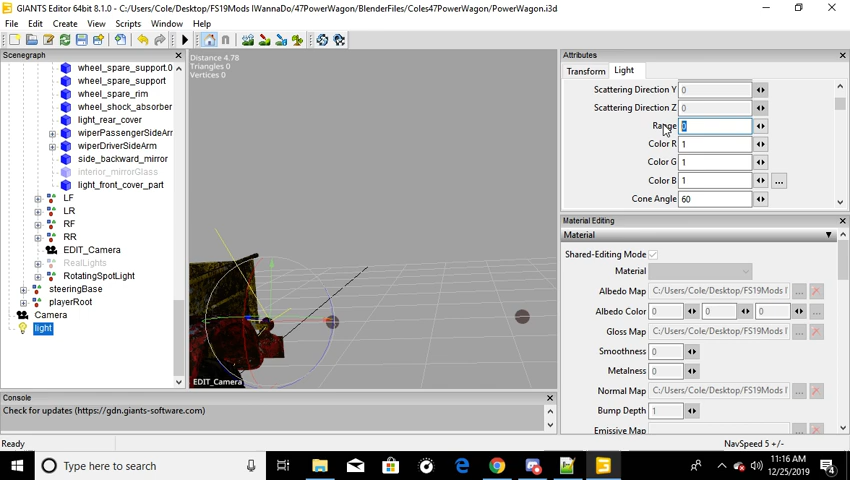 GIANTS Editor 64bit 8.1.0 - C:/Users/Cole/Desktop/FS19Mods IWannaDo/47PowerWagon/BlenderFiles/Coles47PowerWagon/PowerWagon.i3d
File Edit Create View Scripts Window Help
Scenegraph
wheel_spare_support.0
wheel_spare_support
wheel_spare_rim
wheel_shock_absorber
light_rear_cover
wiperPassengerSideArr
wiperDriverSideArm
side_backward_mirror
interior_mirrorGlass
light_front_cover_part
LF
LR
RF
RR
EDIT_Camera
RealLights
RotatingSpotLight
steeringBase
playerRoot
Camera
light
Distance 4.78
Triangles 0
Vertices 0
EDIT_Camera
Attributes
Transform Light
Scattering Direction Y 0
Scattering Direction Z 0
Range 0
Color R 1
Color G 1
Color B 1 ...
Cone Angle 60
Material Editing
Material
Shared-Editing Mode
Material
Albedo Map C:/Users/Cole/Desktop/FS19Mods I ...
Albedo Color 0 0 0 ...
Gloss Map C:/Users/Cole/Desktop/FS19Mods I ...
Smoothness 0
Metalness 0
Normal Map C:/Users/Cole/Desktop/FS19Mods I ...
Bump Depth 1
Emissive Map
Console
Check for updates (https://gdn.giants-software.com)
Ready
NavSpeed 5 +/-
Type here to search
11:16 AM
12/25/2019
4